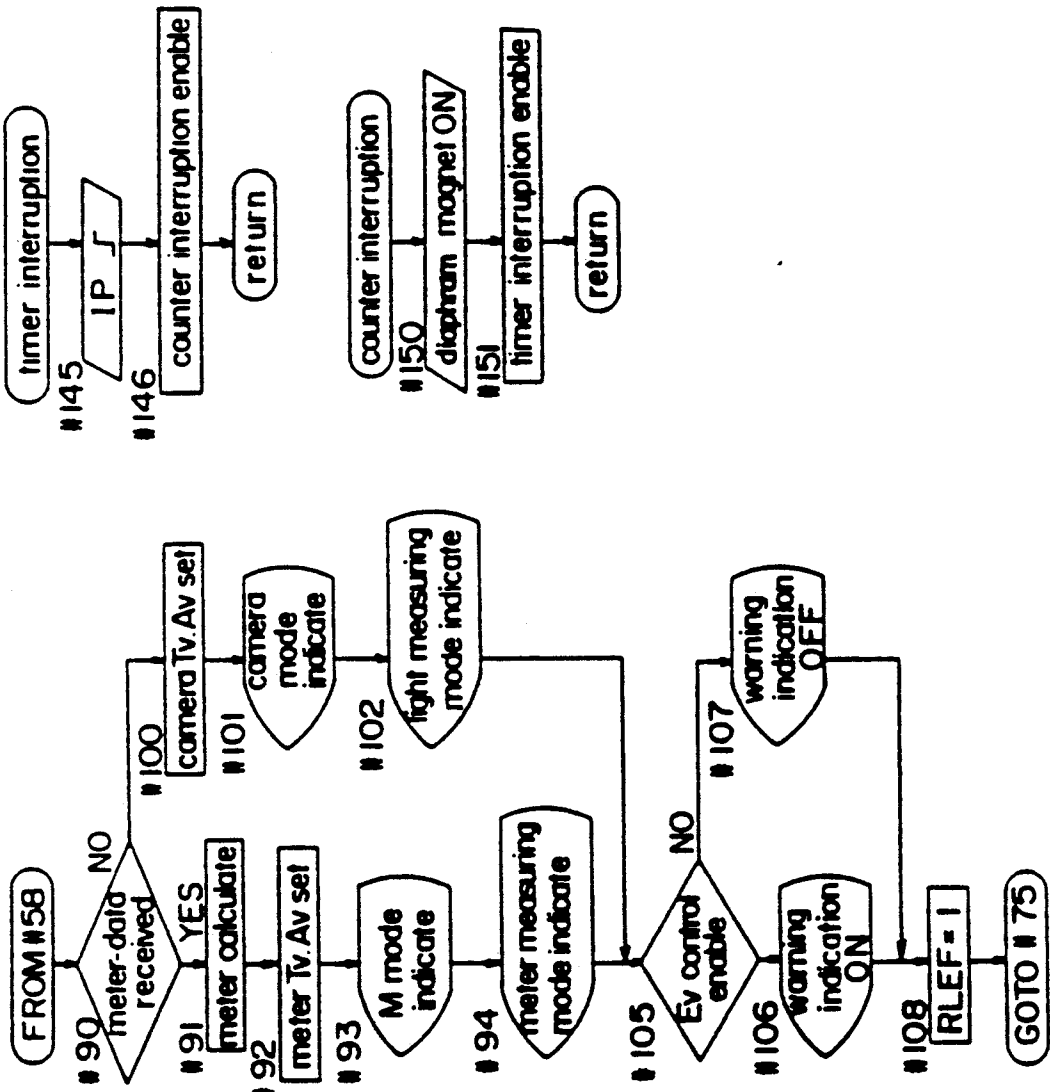 FROM #58
#90
meter-data
received
NO
YES
#91
meter calculate
#92
meter Tv. Av set
#93
M mode
indicate
#94
meter measuring
mode indicate
#100
camera Tv. Av set
#101
camera
mode
indicate
#102
light measuring
mode indicate
#105
Ev control
enable
NO
#106
warning
indication
ON
#107
warning
indication
OFF
#108
RLEF = 1
GOTO #75
timer interruption
#145
IP
#146
counter interruption enable
return
counter interruption
#150
diaphram magnet ON
#151
timer interruption enable
return